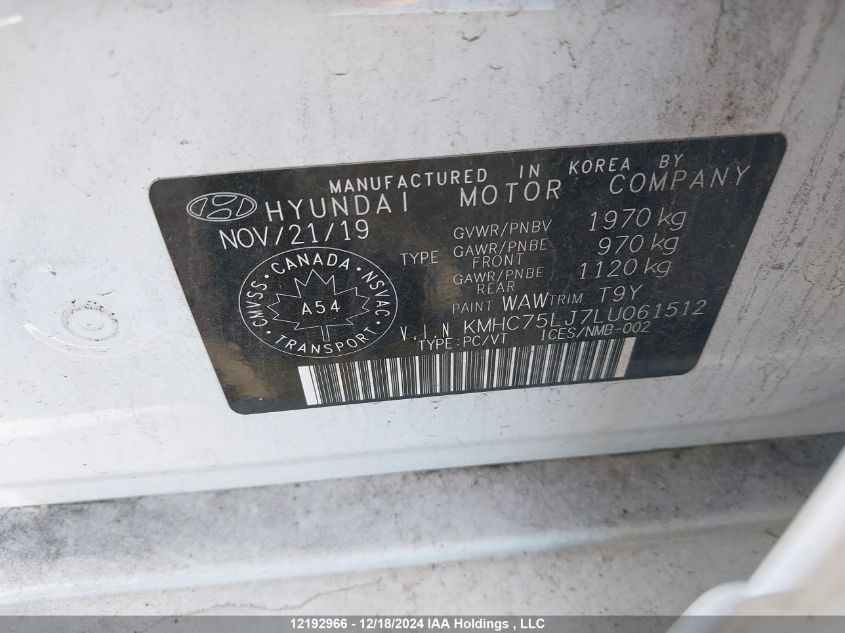 MANUFACTURED IN KOREA BY
HYUNDAI MOTOR COMPANY
NOV/21/19
GVWR/PNBV 1970 kg
TYPE GAWR/PNBE FRONT 970 kg
GAWR/PNBE REAR 1120 kg
PAINT WAW TRIM T9Y
V.I.N KMHC75LJ7LU061512
TYPE:PC/VT ICES/NMB-002
CMVSS · CANADA · NSVAC · TRANSPORT ·
A54
12192966 - 12/18/2024 IAA Holdings , LLC